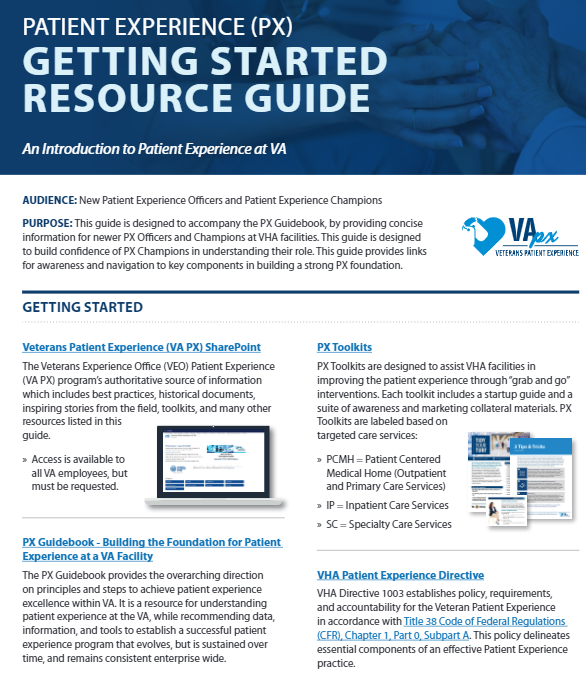 PATIENT EXPERIENCE (PX)
GETTING STARTED
RESOURCE GUIDE
An Introduction to Patient Experience at VA
AUDIENCE: New Patient Experience Officers and Patient Experience Champions
PURPOSE: This guide is designed to accompany the PX Guidebook, by providing concise
information for newer PX Officers and Champions at VHA facilities. This guide is designed
to build confidence of PX Champions in understanding their role. This guide provides links
for awareness and navigation to key components in building a strong PX foundation.
VA px
VETERANS PATIENT EXPERIENCE
GETTING STARTED
Veterans Patient Experience (VA PX) SharePoint
The Veterans Experience Office (VEO) Patient Experience
(VA PX) program's authoritative source of information
which includes best practices, historical documents,
inspiring stories from the field, toolkits, and many other
resources listed in this
guide.
» Access is available to
all VA employees, but
must be requested.
PX Guidebook - Building the Foundation for Patient
Experience at a VA Facility
The PX Guidebook provides the overarching direction
on principles and steps to achieve patient experience
excellence within VA. It is a resource for understanding
patient experience at the VA, while recommending data,
information, and tools to establish a successful patient
experience program that evolves, but is sustained over
time, and remains consistent enterprise wide.
PX Toolkits
PX Toolkits are designed to assist VHA facilities in
improving the patient experience through “grab and go”
interventions. Each toolkit includes a startup guide and a
suite of awareness and marketing collateral materials. PX
Toolkits are labeled based on
targeted care services:
» PCMH = Patient Centered
Medical Home (Outpatient
and Primary Care Services)
» IP = Inpatient Care Services
» SC = Specialty Care Services
VHA Patient Experience Directive
VHA Directive 1003 establishes policy, requirements,
and accountability for the Veteran Patient Experience
in accordance with Title 38 Code of Federal Regulations
(CFR), Chapter 1, Part 0, Subpart A. This policy delineates
essential components of an effective Patient Experience
practice.